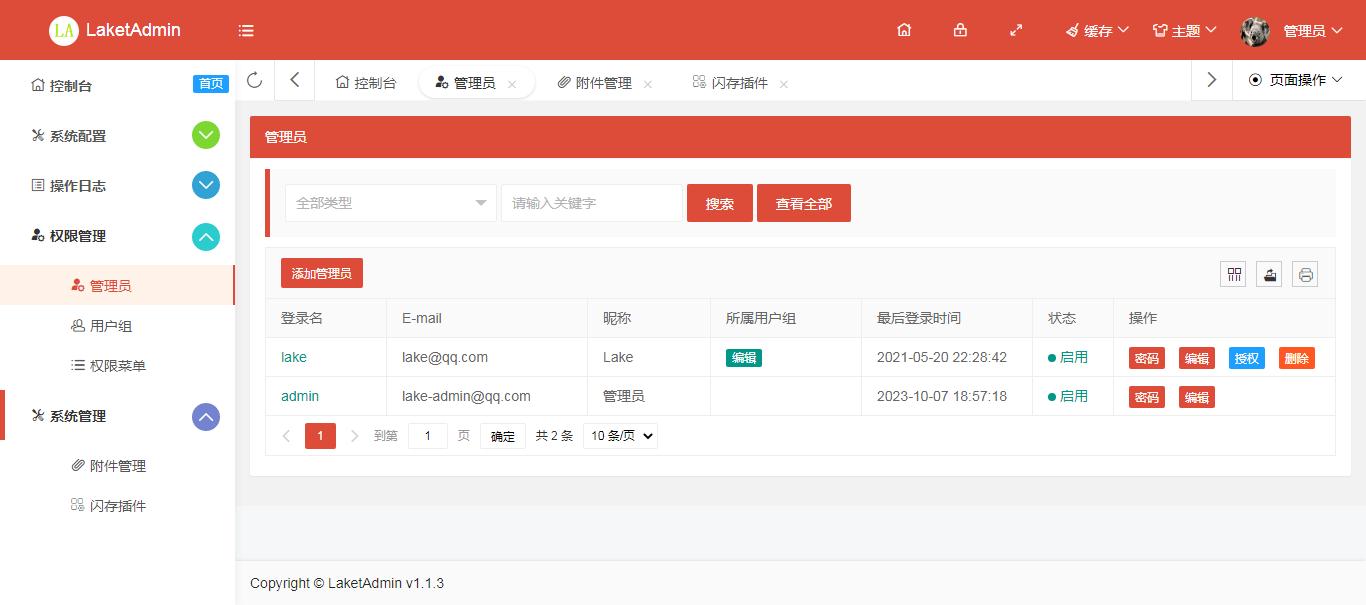 LA LaketAdmin 缓存 主题 管理员
控制台 首页 控制台 管理员 附件管理 闪存插件 页面操作
系统配置
操作日志
权限管理
管理员
用户组
权限菜单
系统管理
附件管理
闪存插件
管理员
全部类型 请输入关键字 搜索 查看全部
添加管理员
登录名 E-mail 昵称 所属用户组 最后登录时间 状态 操作
lake lake@qq.com Lake 编辑 2021-05-20 22:28:42 启用 密码 编辑 授权 删除
admin lake-admin@qq.com 管理员 2023-10-07 18:57:18 启用 密码 编辑
1 到第 1 页 确定 共 2 条 10 条/页
Copyright © LaketAdmin v1.1.3